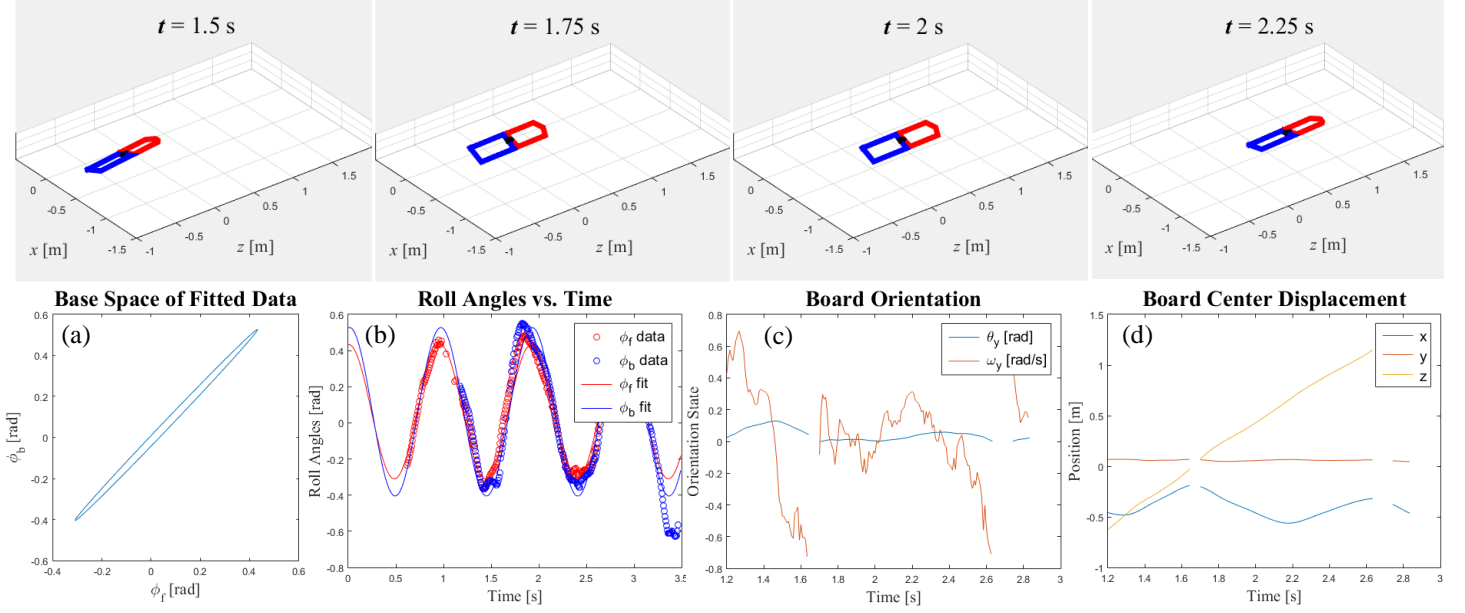 t = 1.5 s
0
-0.5
-1
-1.5
x [m]
-1
0
0.5
1
1.5
z [m]
t = 1.75 s
0
-0.5
-1
-1.5
x [m]
-1
0
0.5
1
1.5
z [m]
t = 2 s
0
-0.5
-1
-1.5
x [m]
-1
0
0.5
1
1.5
z [m]
t = 2.25 s
0
-0.5
-1
-1.5
x [m]
-1
0
0.5
1
1.5
z [m]
Base Space of Fitted Data
(a)
0.6
0.4
0.2
0
-0.2
-0.4
-0.6
ϕb [rad]
-0.4 -0.2 0 0.2 0.4 0.6
ϕf [rad]
Roll Angles vs. Time
(b)
ϕf data
ϕb data
ϕf fit
ϕb fit
0.6
0.4
0.2
0
-0.2
-0.4
-0.6
-0.8
Roll Angles [rad]
0 0.5 1 1.5 2 2.5 3 3.5
Time [s]
Board Orientation
(c)
θy [rad]
ωy [rad/s]
0.8
0.6
0.4
0.2
0
-0.2
-0.4
-0.6
-0.8
Orientation State
1.2 1.4 1.6 1.8 2 2.2 2.4 2.6 2.8 3
Time [s]
Board Center Displacement
(d)
x
y
z
1.5
1
0.5
0
-0.5
-1
Position [m]
1.2 1.4 1.6 1.8 2 2.2 2.4 2.6 2.8 3
Time [s]